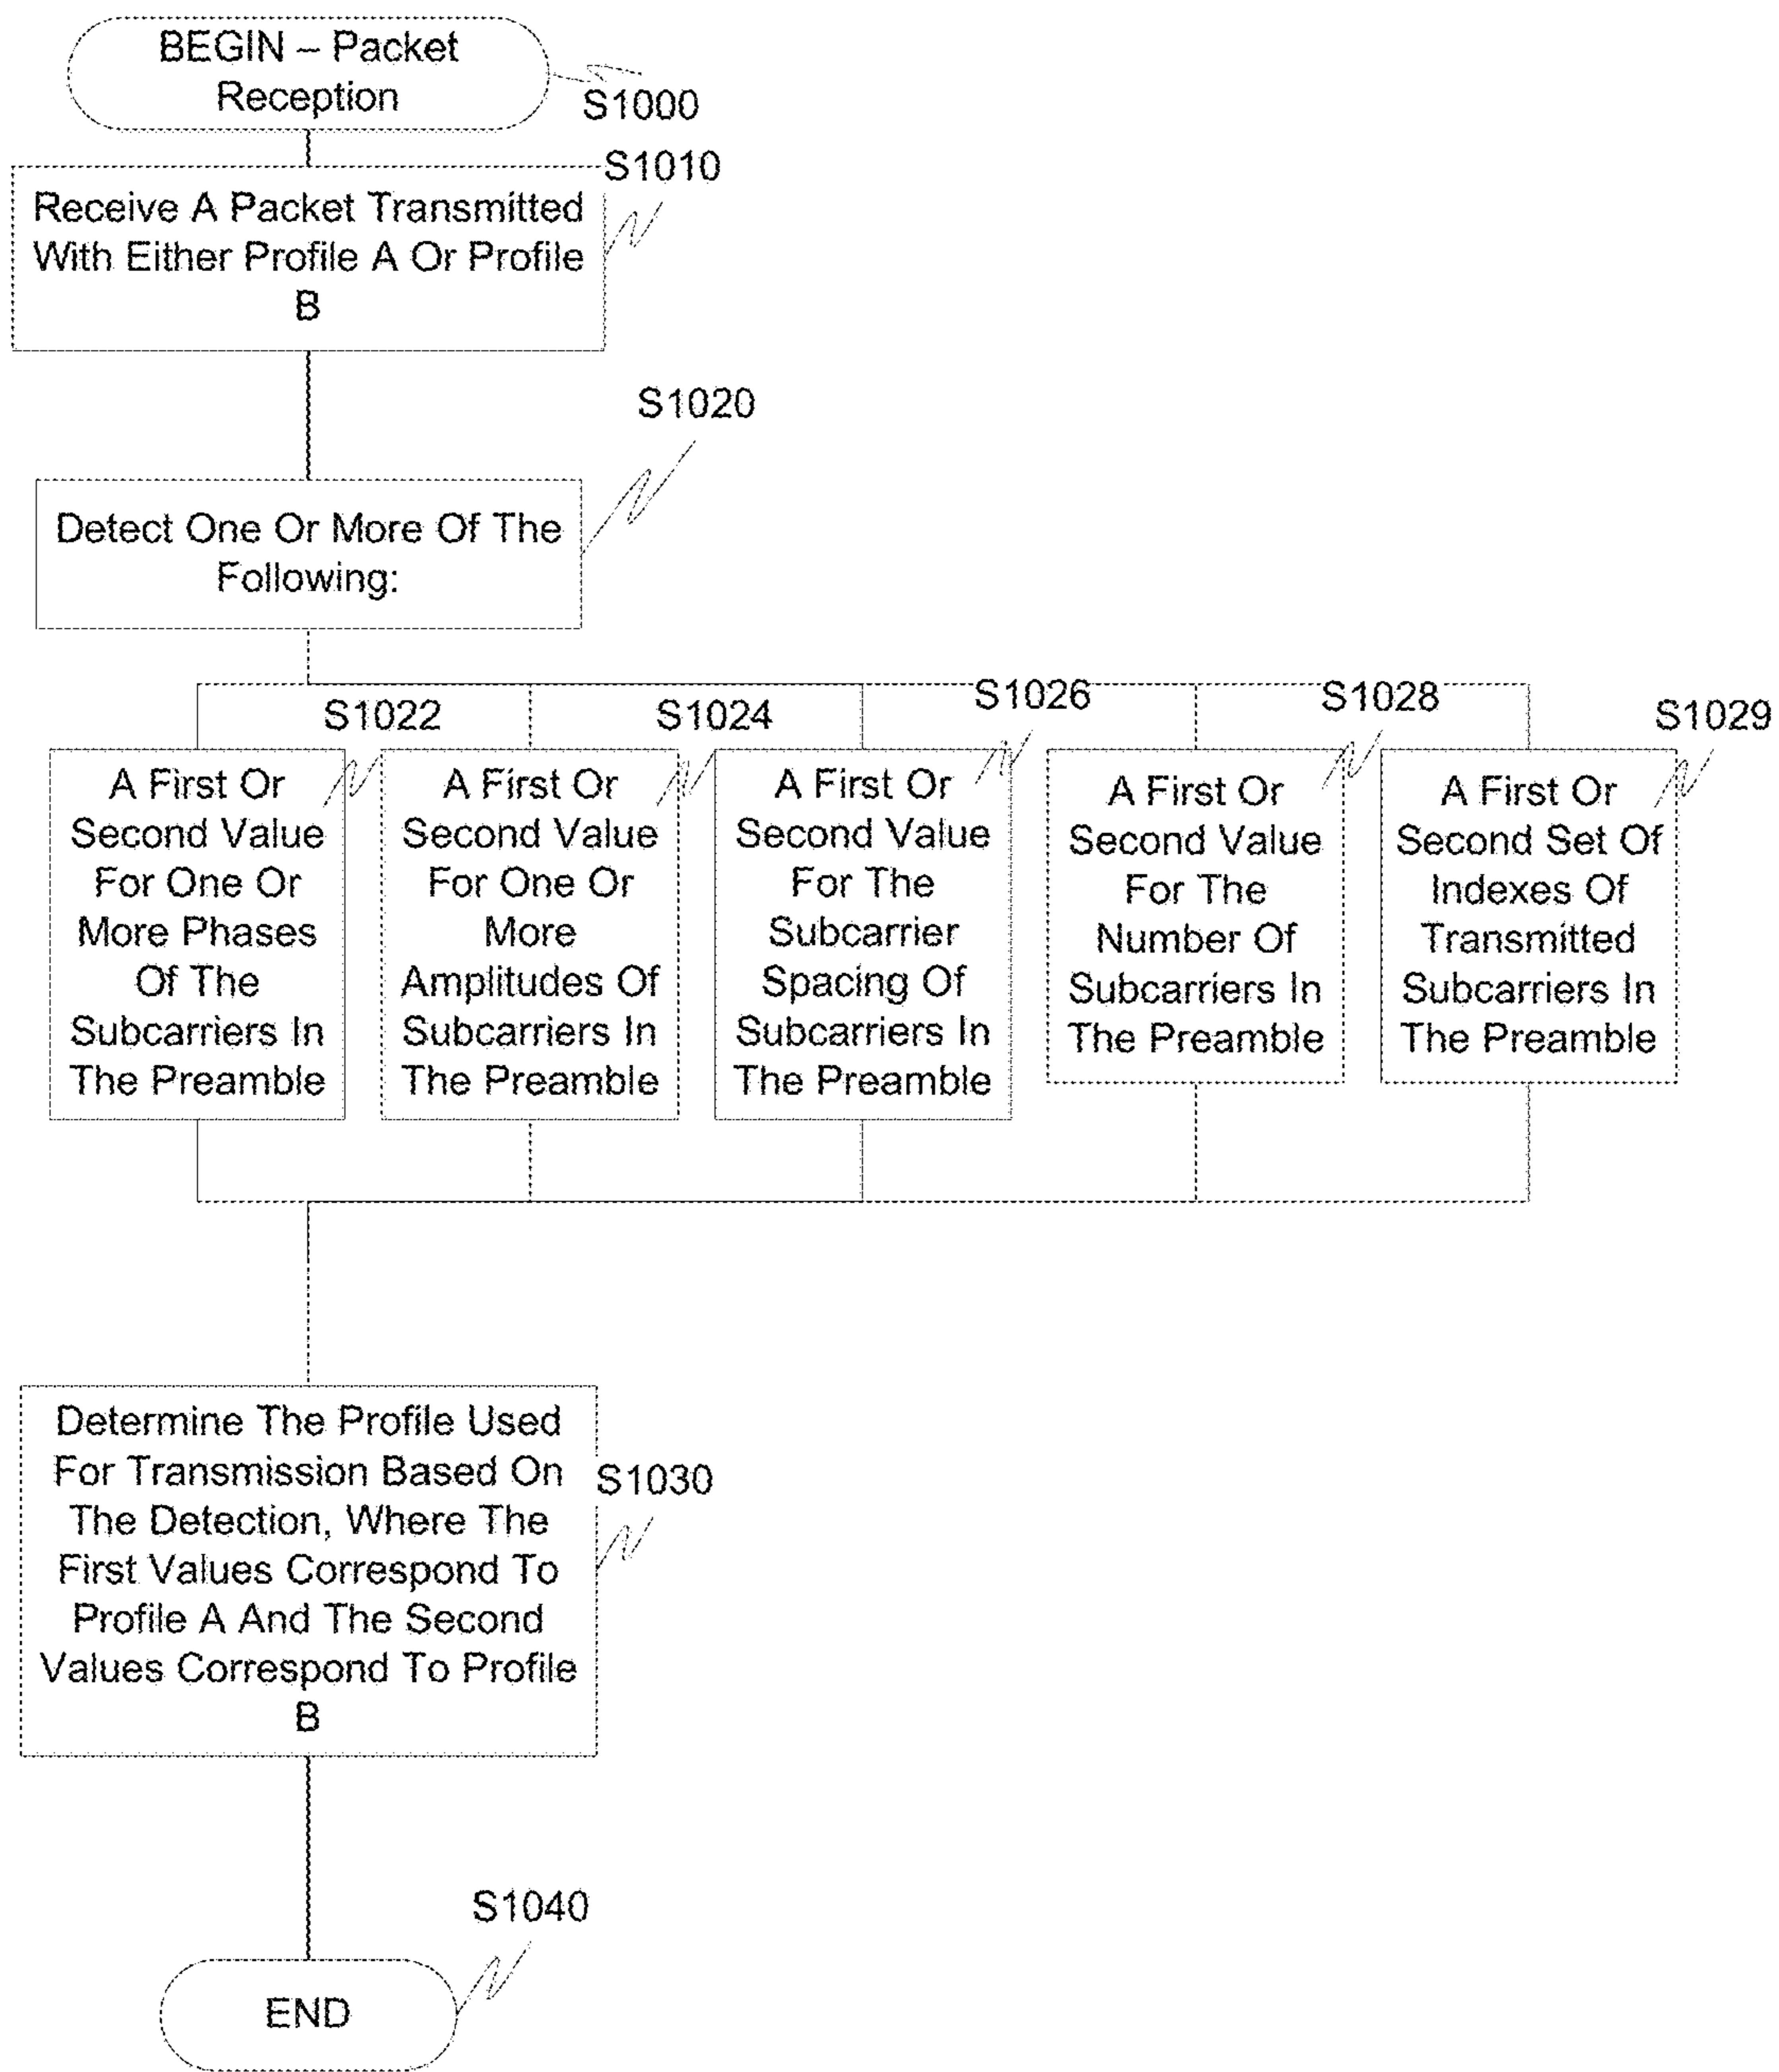 BEGIN – Packet
Reception
S1000
S1010
Receive A Packet Transmitted
With Either Profile A Or Profile
B
S1020
Detect One Or More Of The
Following:
S1022
A First Or
Second Value
For One Or
More Phases
Of The
Subcarriers In
The Preamble
S1024
A First Or
Second Value
For One Or
More
Amplitudes Of
Subcarriers In
The Preamble
S1026
A First Or
Second Value
For The
Subcarrier
Spacing Of
Subcarriers In
The Preamble
S1028
A First Or
Second Value
For The
Number Of
Subcarriers In
The Preamble
S1029
A First Or
Second Set Of
Indexes Of
Transmitted
Subcarriers In
The Preamble
Determine The Profile Used
For Transmission Based On
The Detection, Where The
First Values Correspond To
Profile A And The Second
Values Correspond To Profile
B
S1030
S1040
END